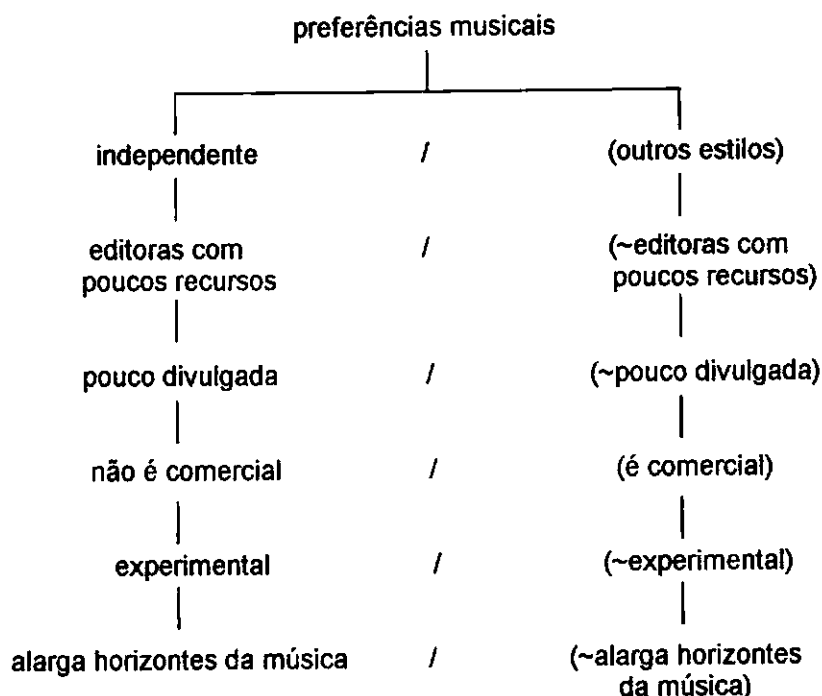 preferências musicais
independente / (outros estilos)
editoras com / (~editoras com
poucos recursos poucos recursos)
pouco divulgada / (~pouco divulgada)
não é comercial / (é comercial)
experimental / (~experimental)
alarga horizontes da música / (~alarga horizontes
da música)